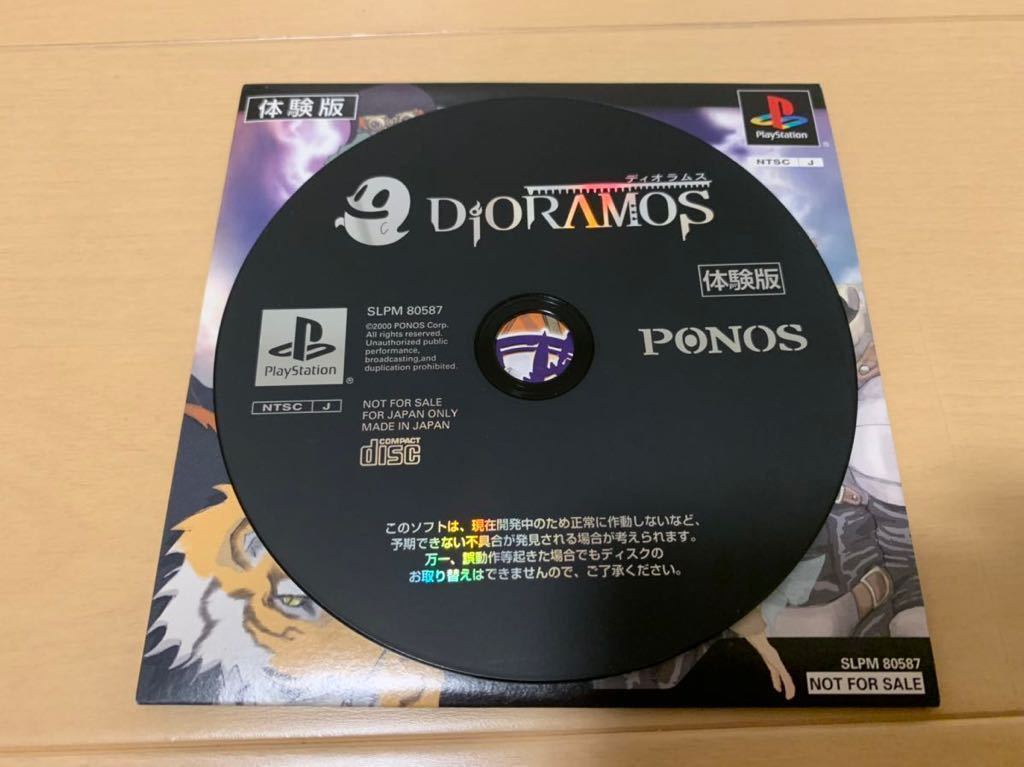 体験版
PlayStation
®
NTSC J
ディオラムス
DiORAMOS
体験版
PONOS
SLPM 80587
©2000 PONOS Corp.
All rights reserved.
Unauthorized public
performance,
broadcasting,and
duplication prohibited.
PlayStation
®
NTSC J
NOT FOR SALE
FOR JAPAN ONLY
MADE IN JAPAN
COMPACT
disc
このソフトは、現在開発中のため正常に作動しないなど、
予期できない不具合が発見される場合が考えられます。
万一、誤動作等起きた場合でもディスクの
お取り替えはできませんので、ご了承ください。
SLPM 80587
NOT FOR SALE